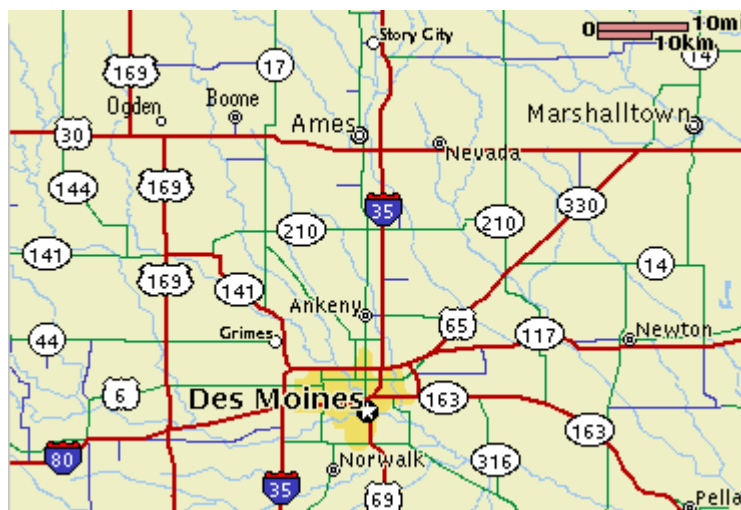 0 10mi
10km
Story City
17
14
169
Ogden
Boone
Ames
Marshalltown
30
Nevada
144
169
35
330
210
210
141
169
141
14
Ankeny
65
117
Newton
44
Grimes
6
Des Moines
163
163
80
Norwalk
316
35
69
Pella